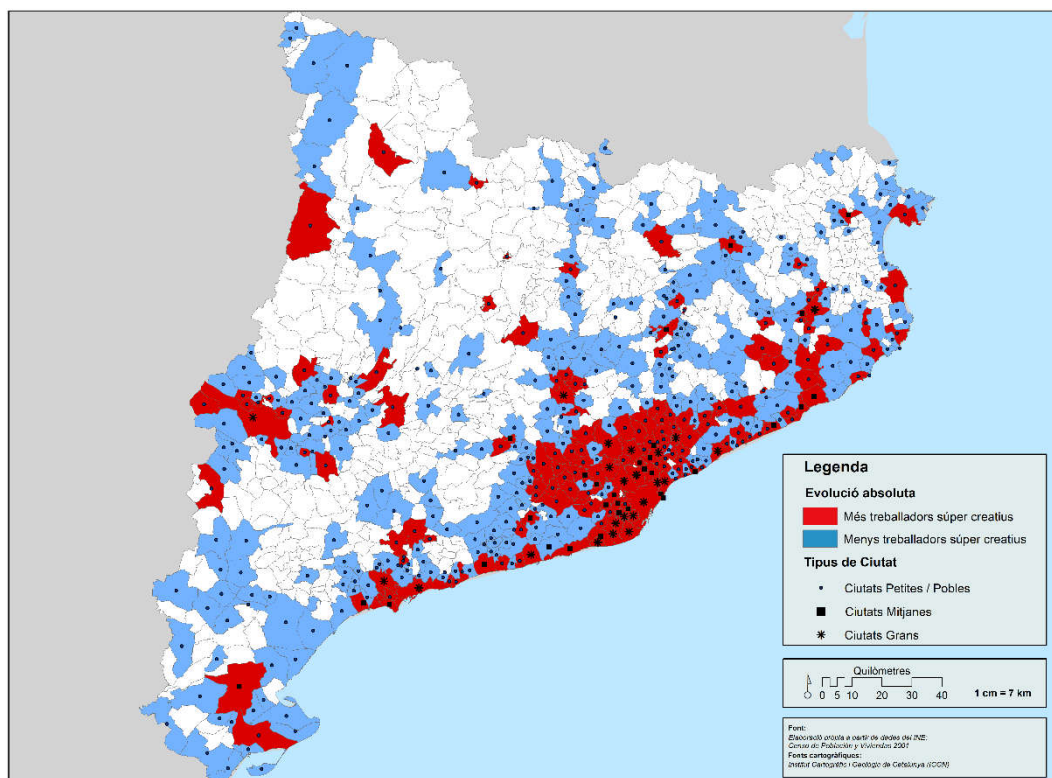 Legenda
Evolució absoluta
Més treballadors súper creatius
Menys treballadors súper creatius
Tipus de Ciutat
Ciutats Petites / Pobles
Ciutats Mitjanes
Ciutats Grans
Quilòmetres
0 5 10 20 30 40
1 cm = 7 km
Font:
Elaboració pròpia a partir de dades del INE:
Censo de Población y Viviendas 2001
Fonts cartogràfiques:
Institut Cartogràfic i Geològic de Catalunya (ICGN)